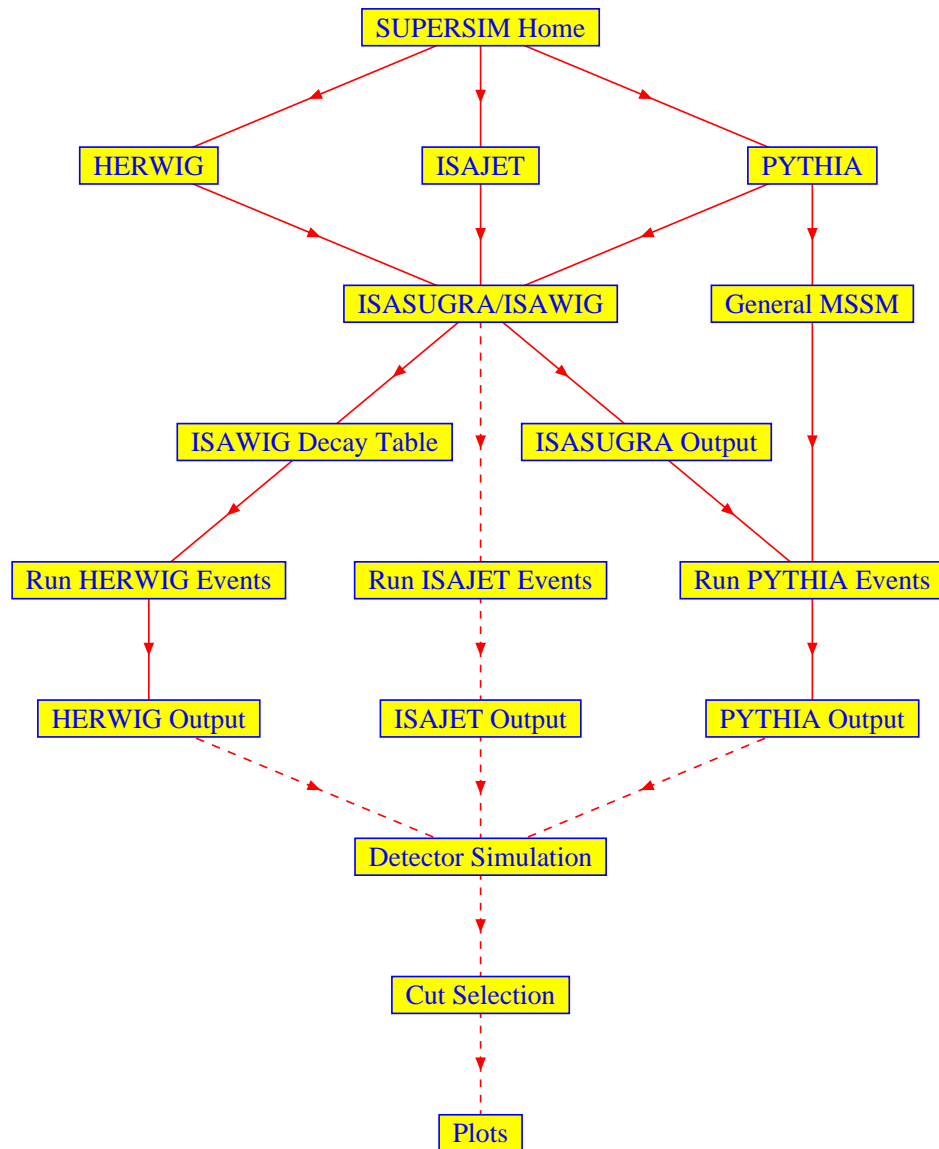 SUPERSIM Home
HERWIG
ISAJET
PYTHIA
ISASUGRA/ISAWIG
General MSSM
ISAWIG Decay Table
ISASUGRA Output
Run HERWIG Events
Run ISAJET Events
Run PYTHIA Events
HERWIG Output
ISAJET Output
PYTHIA Output
Detector Simulation
Cut Selection
Plots